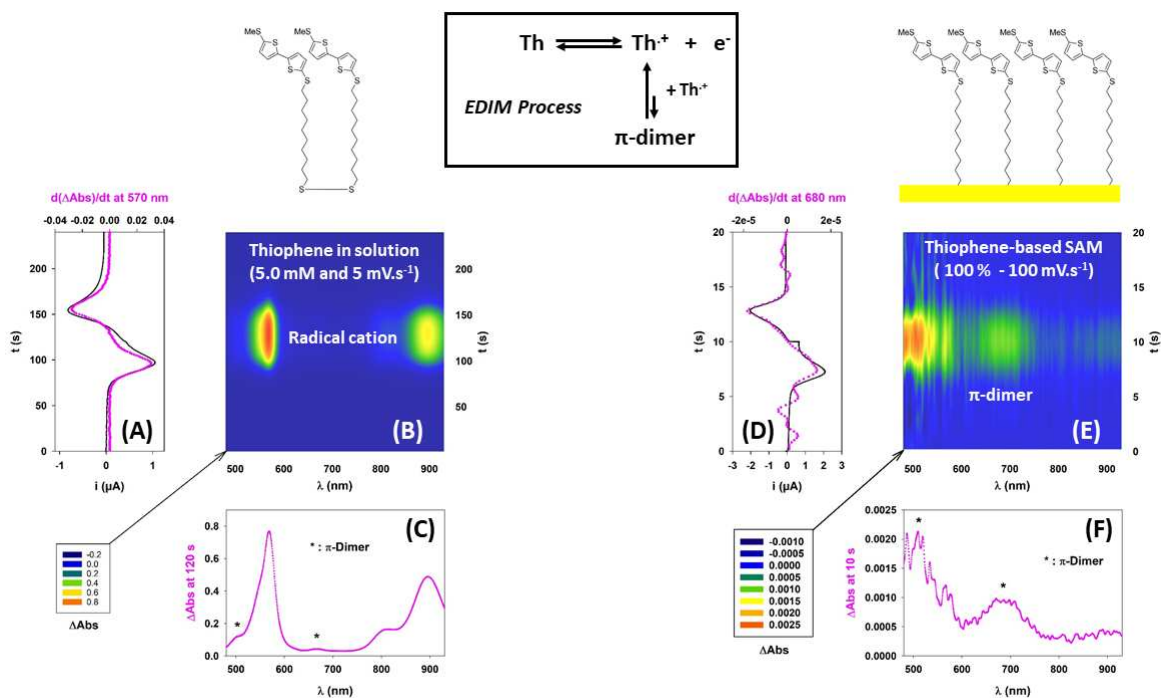 MeS
S
S
S
MeS
S
S
S
S
S
Th Th·+ + e-
+ Th·+
EDIM Process
π-dimer
MeS
S
S
S
MeS
S
S
S
MeS
S
S
S
MeS
S
S
S
d(ΔAbs)/dt at 570 nm
-0.04 -0.02 0.00 0.02 0.04
t (s)
200
150
100
50
0
(A)
-1 0 1
i (μA)
Thiophene in solution
(5.0 mM and 5 mV.s-1)
Radical cation
(B)
200
150
100
50
t (s)
500 600 700 800 900
λ (nm)
d(ΔAbs)/dt at 680 nm
-2e-5 0 2e-5
t (s)
20
15
10
5
0
(D)
-3 -2 -1 0 1 2 3
i (μA)
Thiophene-based SAM
( 100 % - 100 mV.s-1)
π-dimer
(E)
20
15
10
5
0
t (s)
500 600 700 800 900
λ (nm)
-0.2
0.0
0.2
0.4
0.6
0.8
ΔAbs
ΔAbs at 120 s
0.8
0.6
0.4
0.2
0.0
(C)
* : π-Dimer
*
*
500 600 700 800 900
λ (nm)
-0.0010
-0.0005
0.0000
0.0005
0.0010
0.0015
0.0020
0.0025
ΔAbs
ΔAbs at 10 s
0.0025
0.0020
0.0015
0.0010
0.0005
0.0000
(F)
* : π-Dimer
*
*
500 600 700 800 900
λ (nm)